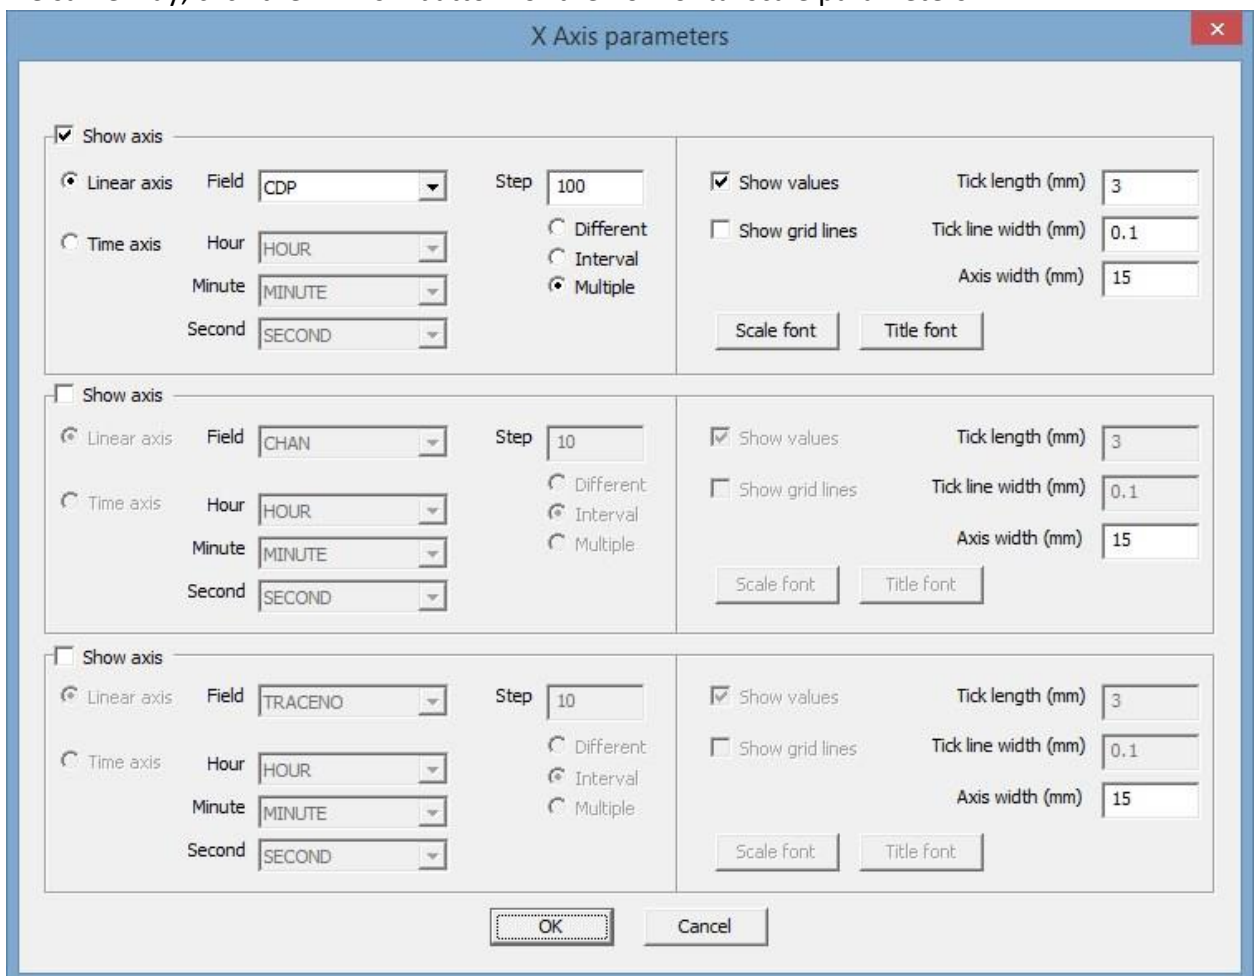 X Axis parameters
Show axis
Linear axis Field CDP Step 100 Show values Tick length (mm) 3
Different Show grid lines Tick line width (mm) 0.1
Time axis Hour HOUR Interval
Minute MINUTE Multiple Axis width (mm) 15
Second SECOND Scale font Title font
Show axis
Linear axis Field CHAN Step 10 Show values Tick length (mm) 3
Different Show grid lines Tick line width (mm) 0.1
Time axis Hour HOUR Interval
Minute MINUTE Multiple Axis width (mm) 15
Second SECOND Scale font Title font
Show axis
Linear axis Field TRACENO Step 10 Show values Tick length (mm) 3
Different Show grid lines Tick line width (mm) 0.1
Time axis Hour HOUR Interval
Minute MINUTE Multiple Axis width (mm) 15
Second SECOND Scale font Title font
OK Cancel